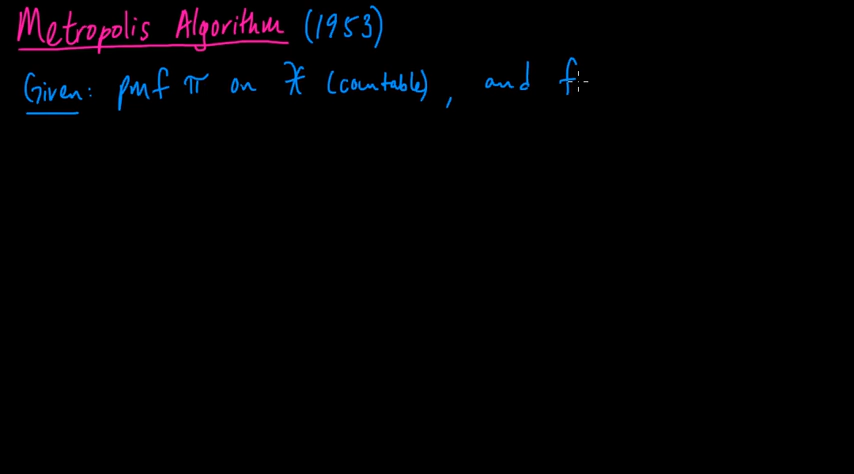 Metropolis Algorithm (1953)
Given: pmf π on 𝒳 (countable), and f